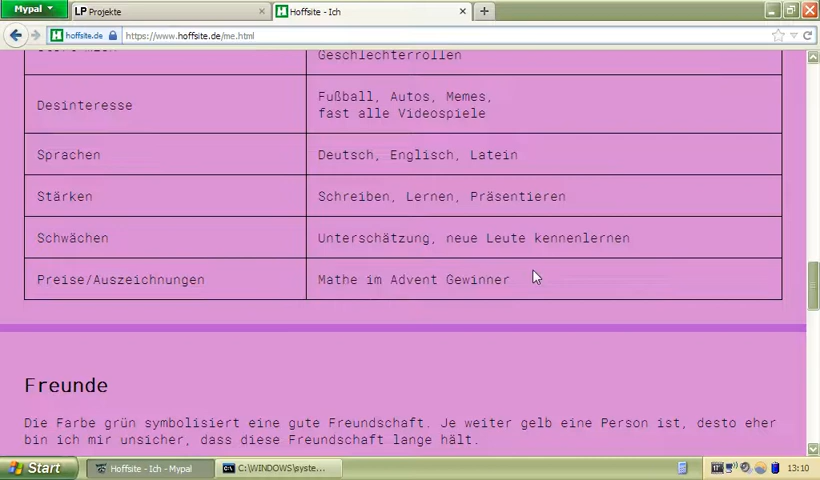 Mypal
LP Projekte
Hoffsite - Ich
hoffsite.de
https://www.hoffsite.de/me.html
Geschlechterrollen
Desinteresse
Fußball, Autos, Memes,
fast alle Videospiele
Sprachen
Deutsch, Englisch, Latein
Stärken
Schreiben, Lernen, Präsentieren
Schwächen
Unterschätzung, neue Leute kennenlernen
Preise/Auszeichnungen
Mathe im Advent Gewinner
Freunde
Die Farbe grün symbolisiert eine gute Freundschaft. Je weiter gelb eine Person ist, desto eher
bin ich mir unsicher, dass diese Freundschaft lange hält.
Start
Hoffsite - Ich - Mypal
C:\WINDOWS\syste...
13:10